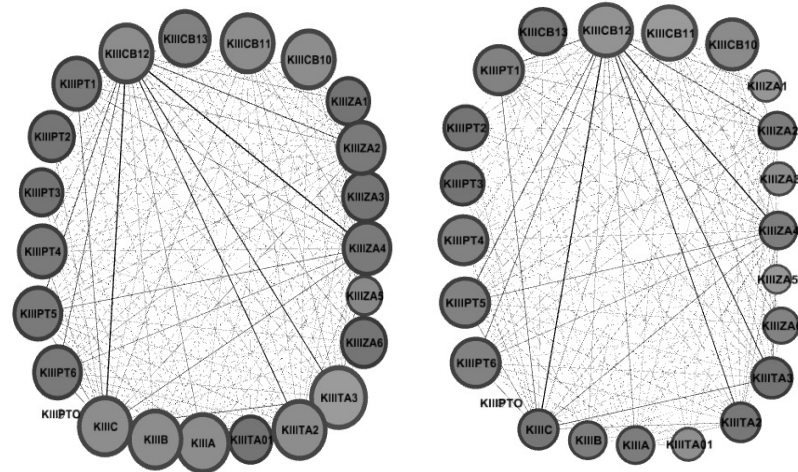 KIIICB12
KIIICB13
KIIICB11
KIIICB10
KIIIPT1
KIIIZA1
KIIIPT2
KIIIZA2
KIIIPT3
KIIIZA3
KIIIPT4
KIIIZA4
KIIIPT5
KIIIZA5
KIIIZA6
KIIIPT6
KIIITA3
KIIIPTO
KIIIC
KIIIB
KIIIA
KIIITA01
KIIITA2
KIIICB13
KIIICB12
KIIICB11
KIIICB10
KIIIPT1
KIIIZA1
KIIIPT2
KIIIZA2
KIIIPT3
KIIIZA3
KIIIPT4
KIIIZA4
KIIIPT5
KIIIZA5
KIIIZA6
KIIIPT6
KIIITA3
KIIIPTO
KIIIC
KIIIB
KIIIA
KIIITA01
KIIITA2